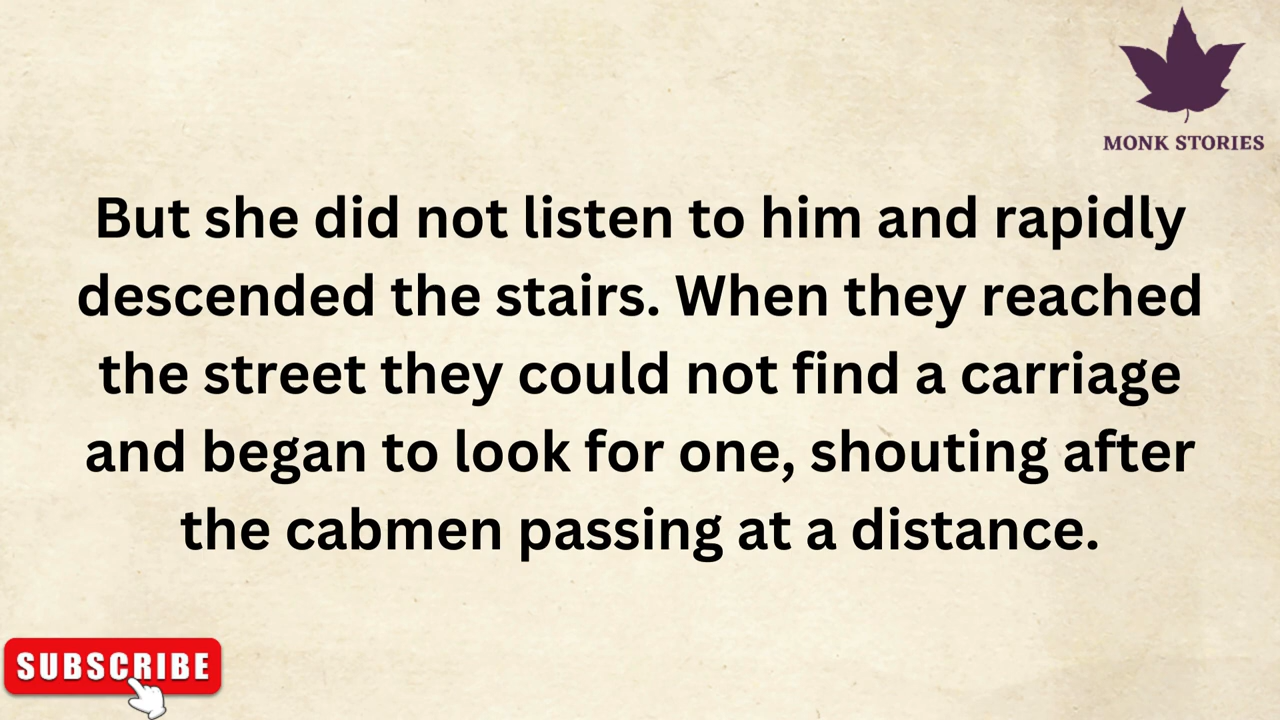 MONK STORIES
But she did not listen to him and rapidly
descended the stairs. When they reached
the street they could not find a carriage
and began to look for one, shouting after
the cabmen passing at a distance.
SUBSCRIBE